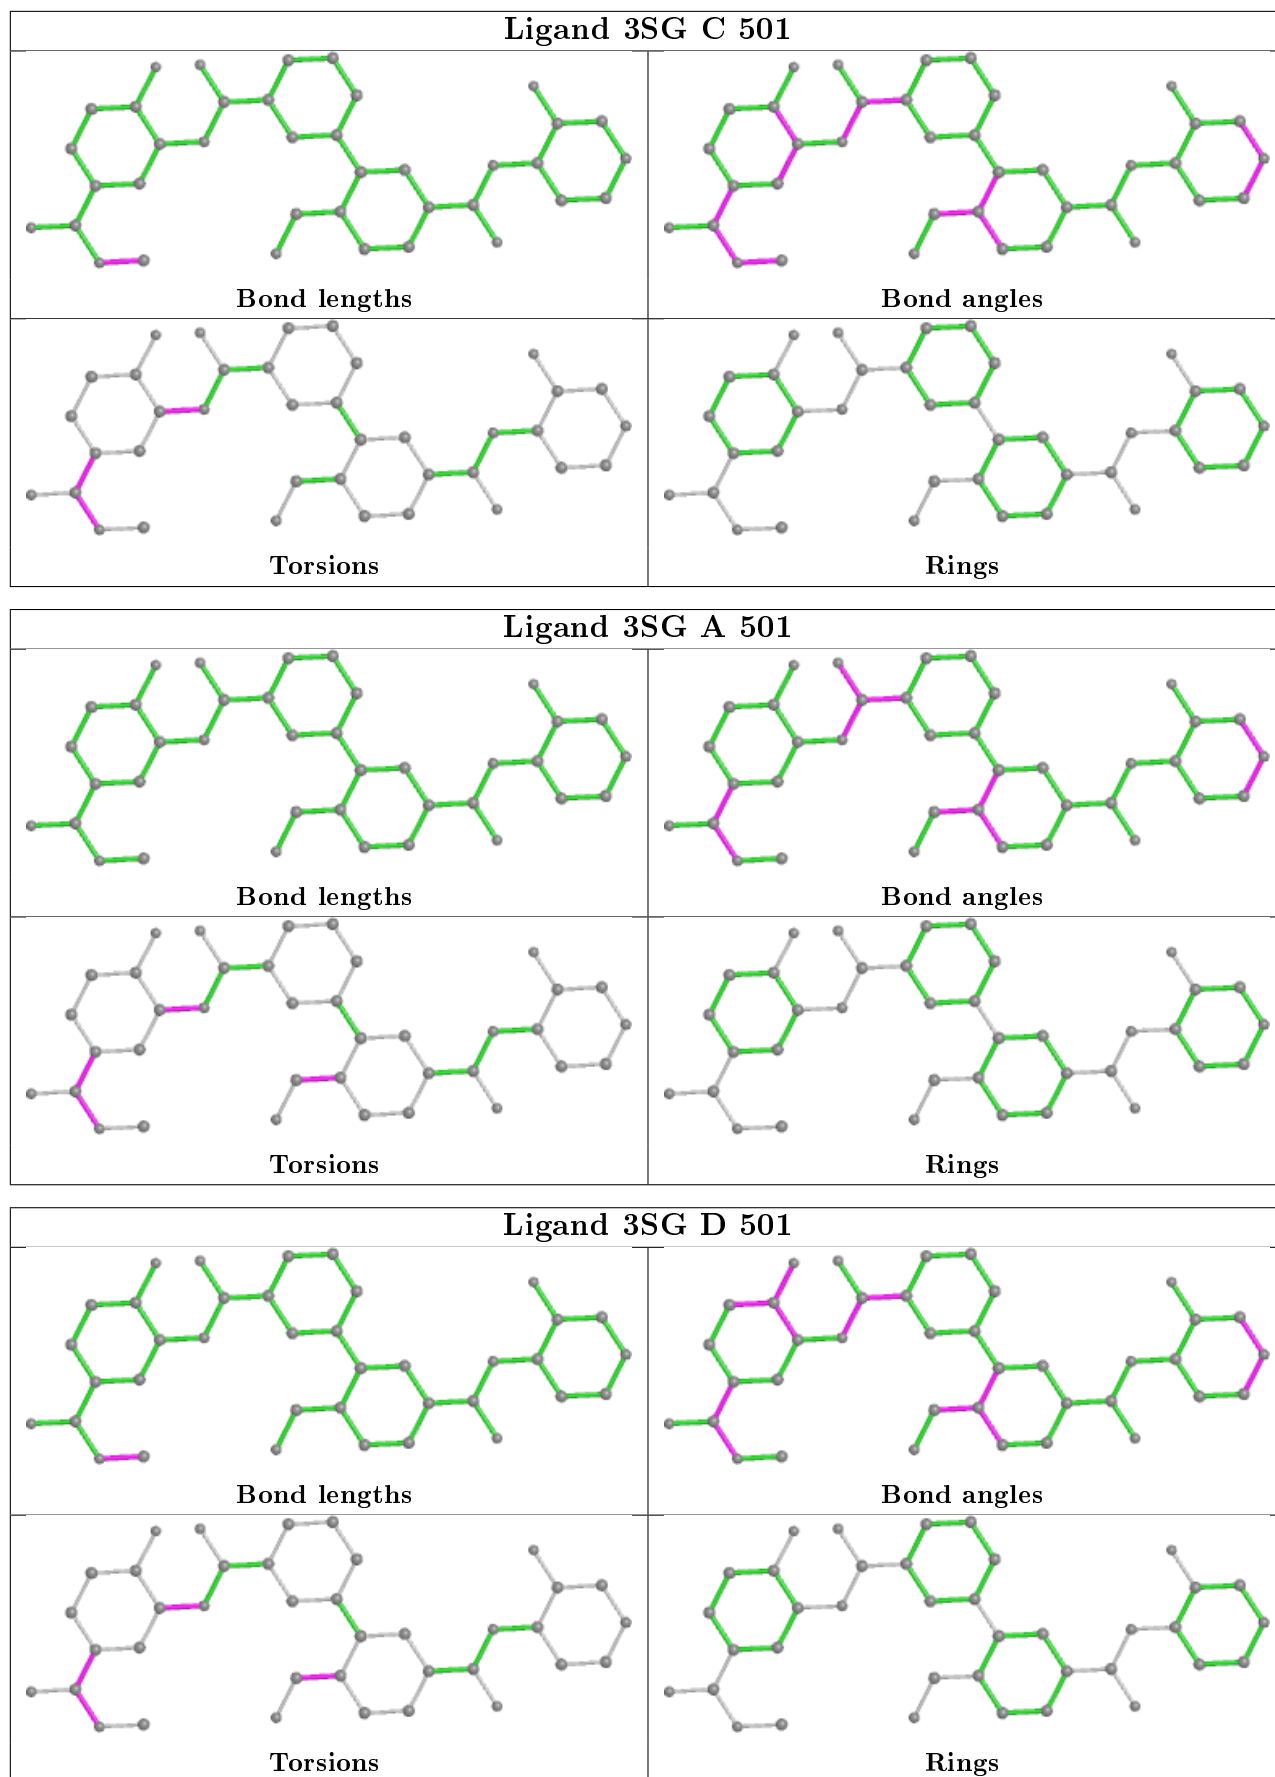 Ligand 3SG C 501
Bond lengths
Bond angles
Torsions
Rings
Ligand 3SG A 501
Bond lengths
Bond angles
Torsions
Rings
Ligand 3SG D 501
Bond lengths
Bond angles
Torsions
Rings